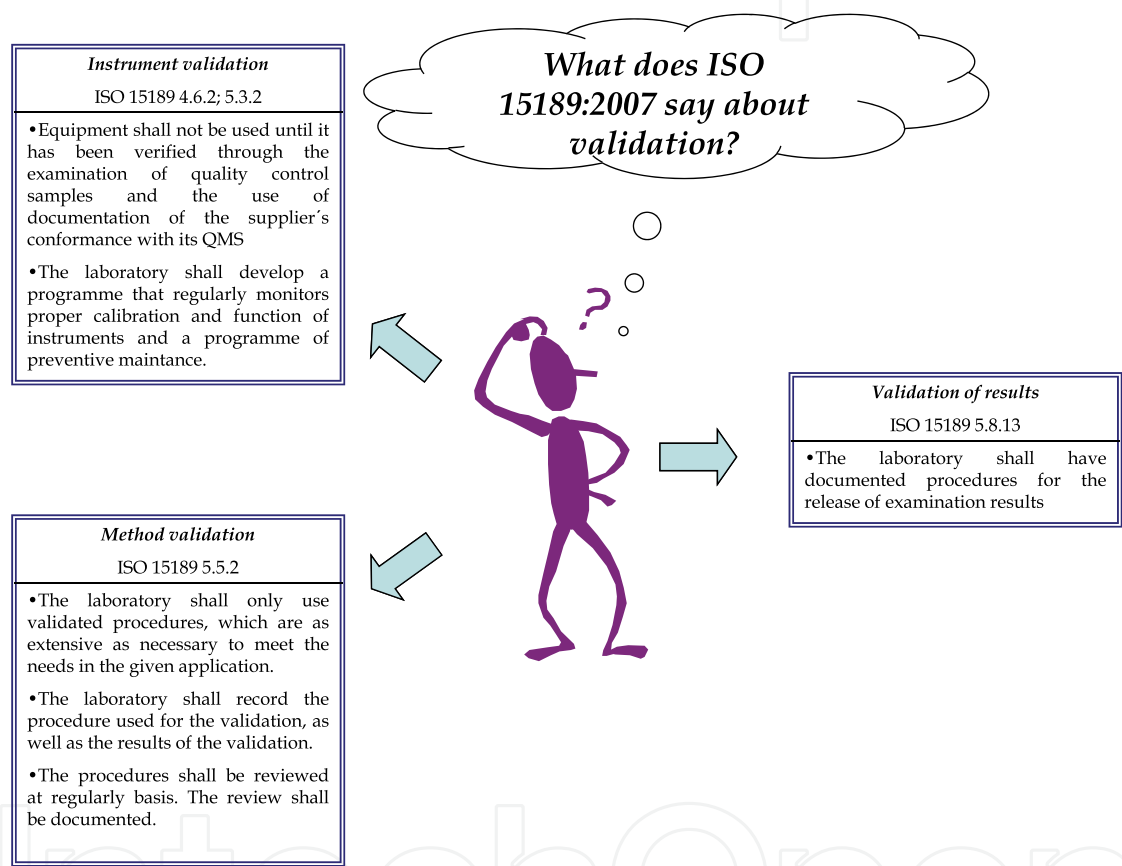 What does ISO
15189:2007 say about
validation?
Instrument validation
ISO 15189 4.6.2; 5.3.2
•Equipment shall not be used until it
has been verified through the
examination of quality control
samples and the use of
documentation of the supplier´s
conformance with its QMS
•The laboratory shall develop a
programme that regularly monitors
proper calibration and function of
instruments and a programme of
preventive maintance.
?
Validation of results
ISO 15189 5.8.13
•The laboratory shall have
documented procedures for the
release of examination results
Method validation
ISO 15189 5.5.2
•The laboratory shall only use
validated procedures, which are as
extensive as necessary to meet the
needs in the given application.
•The laboratory shall record the
procedure used for the validation, as
well as the results of the validation.
•The procedures shall be reviewed
at regularly basis. The review shall
be documented.